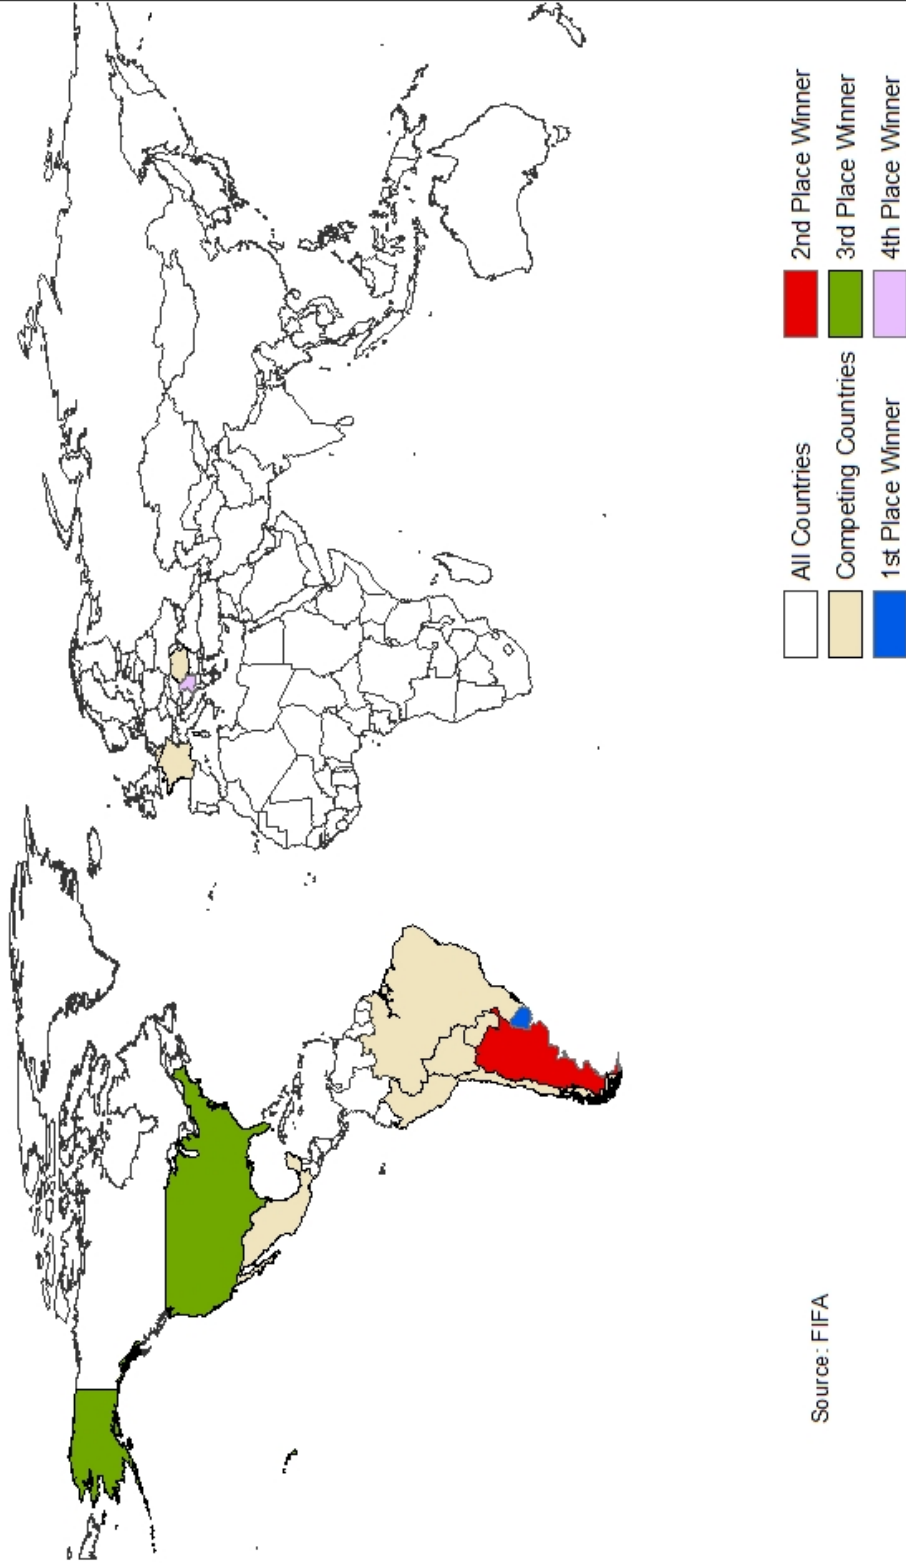 All Countries
Competing Countries
1st Place Winner
2nd Place Winner
3rd Place Winner
4th Place Winner
Source: FIFA